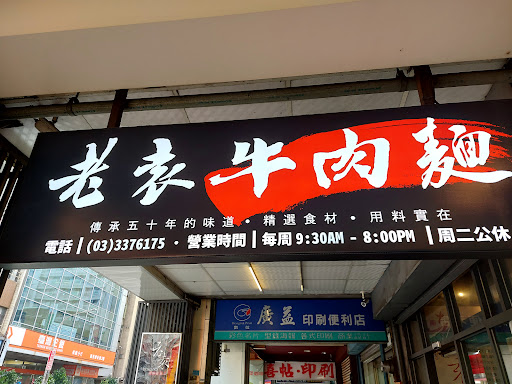 老袁牛肉麵
傳承五十年的味道•精選食材•用料實在
電話|(03)3376175•營業時間|每周9:30AM - 8:00PM|周二公休
廣益 印刷便利店
喜帖·印刷